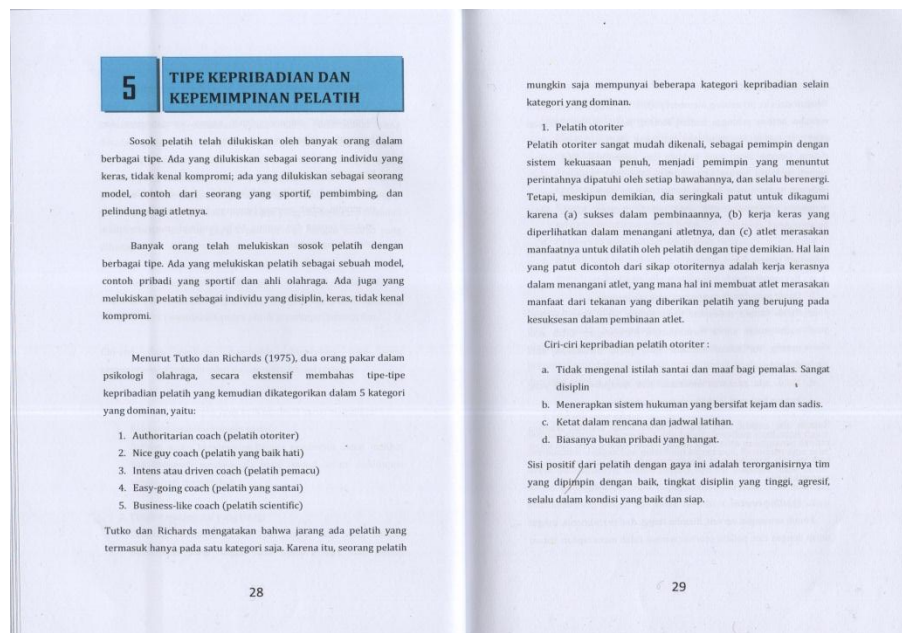 5
TIPE KEPRIBADIAN DAN
KEPEMIMPINAN PELATIH
Sosok pelatih telah dilukiskan oleh banyak orang dalam
berbagai tipe. Ada yang dilukiskan sebagai seorang individu yang
keras, tidak kenal kompromi; ada yang dilukiskan sebagai seorang
model, contoh dari seorang yang sportif, pembimbing, dan
pelindung bagi atletnya.
Banyak orang telah melukiskan sosok pelatih dengan
berbagai tipe. Ada yang melukiskan pelatih sebagai sebuah model,
contoh pribadi yang sportif dan ahli olahraga. Ada juga yang
melukiskan pelatih sebagai individu yang disiplin, keras, tidak kenal
kompromi.
Menurut Tutko dan Richards (1975), dua orang pakar dalam
psikologi olahraga, secara ekstensif membahas tipe-tipe
kepribadian pelatih yang kemudian dikategorikan dalam 5 kategori
yang dominan, yaitu:
1. Authoritarian coach (pelatih otoriter)
2. Nice guy coach (pelatih yang baik hati)
3. Intens atau driven coach (pelatih pemacu)
4. Easy-going coach (pelatih yang santai)
5. Business-like coach (pelatih scientific)
Tutko dan Richards mengatakan bahwa jarang ada pelatih yang
termasuk hanya pada satu kategori saja. Karena itu, seorang pelatih
28
mungkin saja mempunyai beberapa kategori kepribadian selain
kategori yang dominan.
1. Pelatih otoriter
Pelatih otoriter sangat mudah dikenali, sebagai pemimpin dengan
sistem kekuasaan penuh, menjadi pemimpin yang menuntut
perintahnya dipatuhi oleh setiap bawahannya, dan selalu berenergi.
Tetapi, meskipun demikian, dia seringkali patut untuk dikagumi
karena (a) sukses dalam pembinaannya, (b) kerja keras yang
diperlihatkan dalam menangani atletnya, dan (c) atlet merasakan
manfaatnya untuk dilatih oleh pelatih dengan tipe demikian. Hal lain
yang patut dicontoh dari sikap otoriternya adalah kerja kerasnya
dalam menangani atlet, yang mana hal ini membuat atlet merasakan
manfaat dari tekanan yang diberikan pelatih yang berujung pada
kesuksesan dalam pembinaan atlet.
Ciri-ciri kepribadian pelatih otoriter :
a. Tidak mengenal istilah santai dan maaf bagi pemalas. Sangat
disiplin
b. Menerapkan sistem hukuman yang bersifat kejam dan sadis.
c. Ketat dalam rencana dan jadwal latihan.
d. Biasanya bukan pribadi yang hangat.
Sisi positif dari pelatih dengan gaya ini adalah terorganisirnya tim
yang dipimpin dengan baik, tingkat disiplin yang tinggi, agresif,
selalu dalam kondisi yang baik dan siap.
29